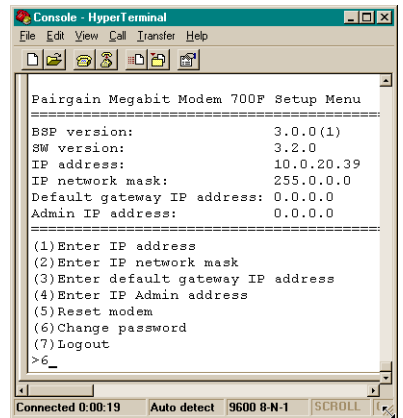 Console - HyperTerminal
File Edit View Call Transfer Help
Pairgain Megabit Modem 700F Setup Menu
==========================================
BSP version: 3.0.0(1)
SW version: 3.2.0
IP address: 10.0.20.39
IP network mask: 255.0.0.0
Default gateway IP address: 0.0.0.0
Admin IP address: 0.0.0.0
==========================================
(1)Enter IP address
(2)Enter IP network mask
(3)Enter default gateway IP address
(4)Enter IP Admin address
(5)Reset modem
(6)Change password
(7)Logout
>6_
Connected 0:00:19 Auto detect 9600 8-N-1 SCROLL